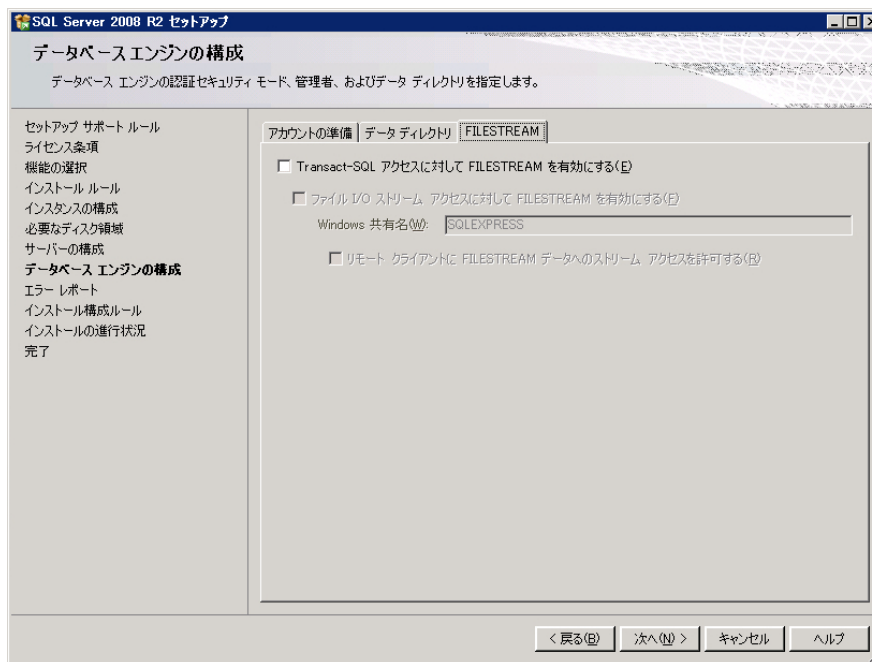 SQL Server 2008 R2 セットアップ
データベース エンジンの構成
データベース エンジンの認証セキュリティ モード、管理者、およびデータ ディレクトリを指定します。
セットアップ サポート ルール
ライセンス条項
機能の選択
インストール ルール
インスタンスの構成
必要なディスク領域
サーバーの構成
データベース エンジンの構成
エラー レポート
インストール構成ルール
インストールの進行状況
完了
アカウントの準備 データ ディレクトリ FILESTREAM
Transact-SQL アクセスに対して FILESTREAM を有効にする(E)
ファイル I/O ストリーム アクセスに対して FILESTREAM を有効にする(F)
Windows 共有名(W): SQLEXPRESS
リモート クライアントに FILESTREAM データへのストリーム アクセスを許可する(R)
< 戻る(B) 次へ(N) > キャンセル ヘルプ